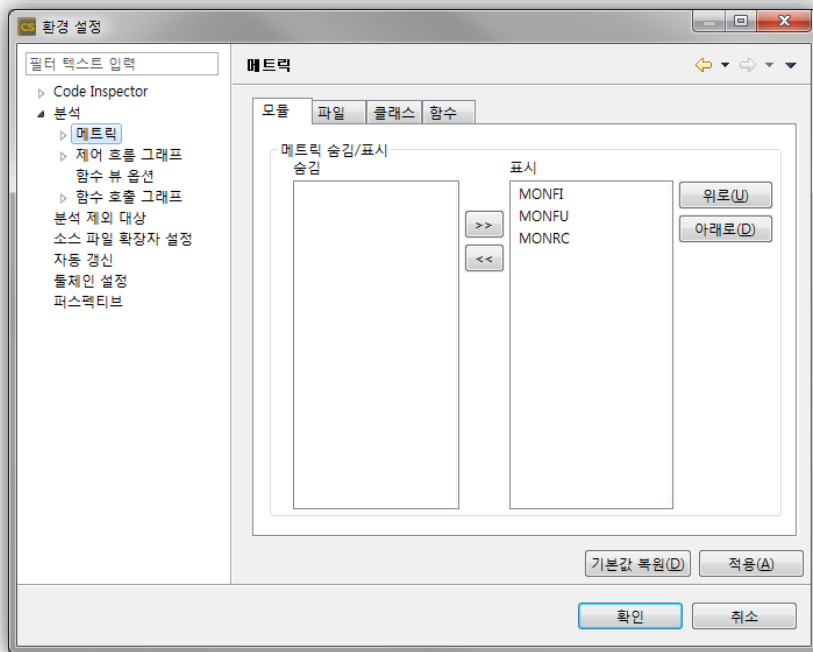 CS 환경 설정
필터 텍스트 입력
Code Inspector
분석
메트릭
제어 흐름 그래프
함수 뷰 옵션
함수 호출 그래프
분석 제외 대상
소스 파일 확장자 설정
자동 갱신
툴체인 설정
퍼스펙티브
메트릭
모듈 파일 클래스 함수
메트릭 숨김/표시
숨김 표시
MONFI
MONFU
MONRC
>>
<<
위로(U)
아래로(D)
기본값 복원(D) 적용(A)
확인 취소